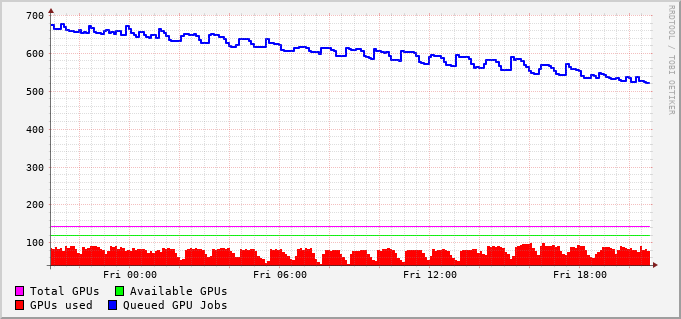 700
600
500
400
300
200
100
Fri 00:00 Fri 06:00 Fri 12:00 Fri 18:00
Total GPUs Available GPUs
GPUs used Queued GPU Jobs
RRDTOOL / TOBI OETIKER